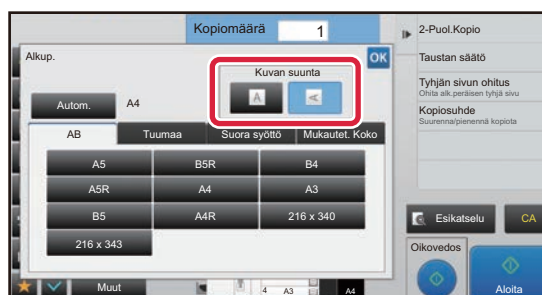 Kopiomäärä 1
Alkup.
OK
Kuvan suunta
A A
Autom. A4
AB Tuumaa Suora syöttö Mukautet. Koko
A5 B5R B4
A5R A4 A3
B5 A4R 216 x 340
216 x 343
Muut
4 A3 A4
2-Puol.Kopio
Taustan säätö
Tyhjän sivun ohitus
Ohita alk.peräisen tyhjä sivu
Kopiosuhde
Suurenna/pienennä kopiota
Esikatselu CA
Oikovedos
Aloita